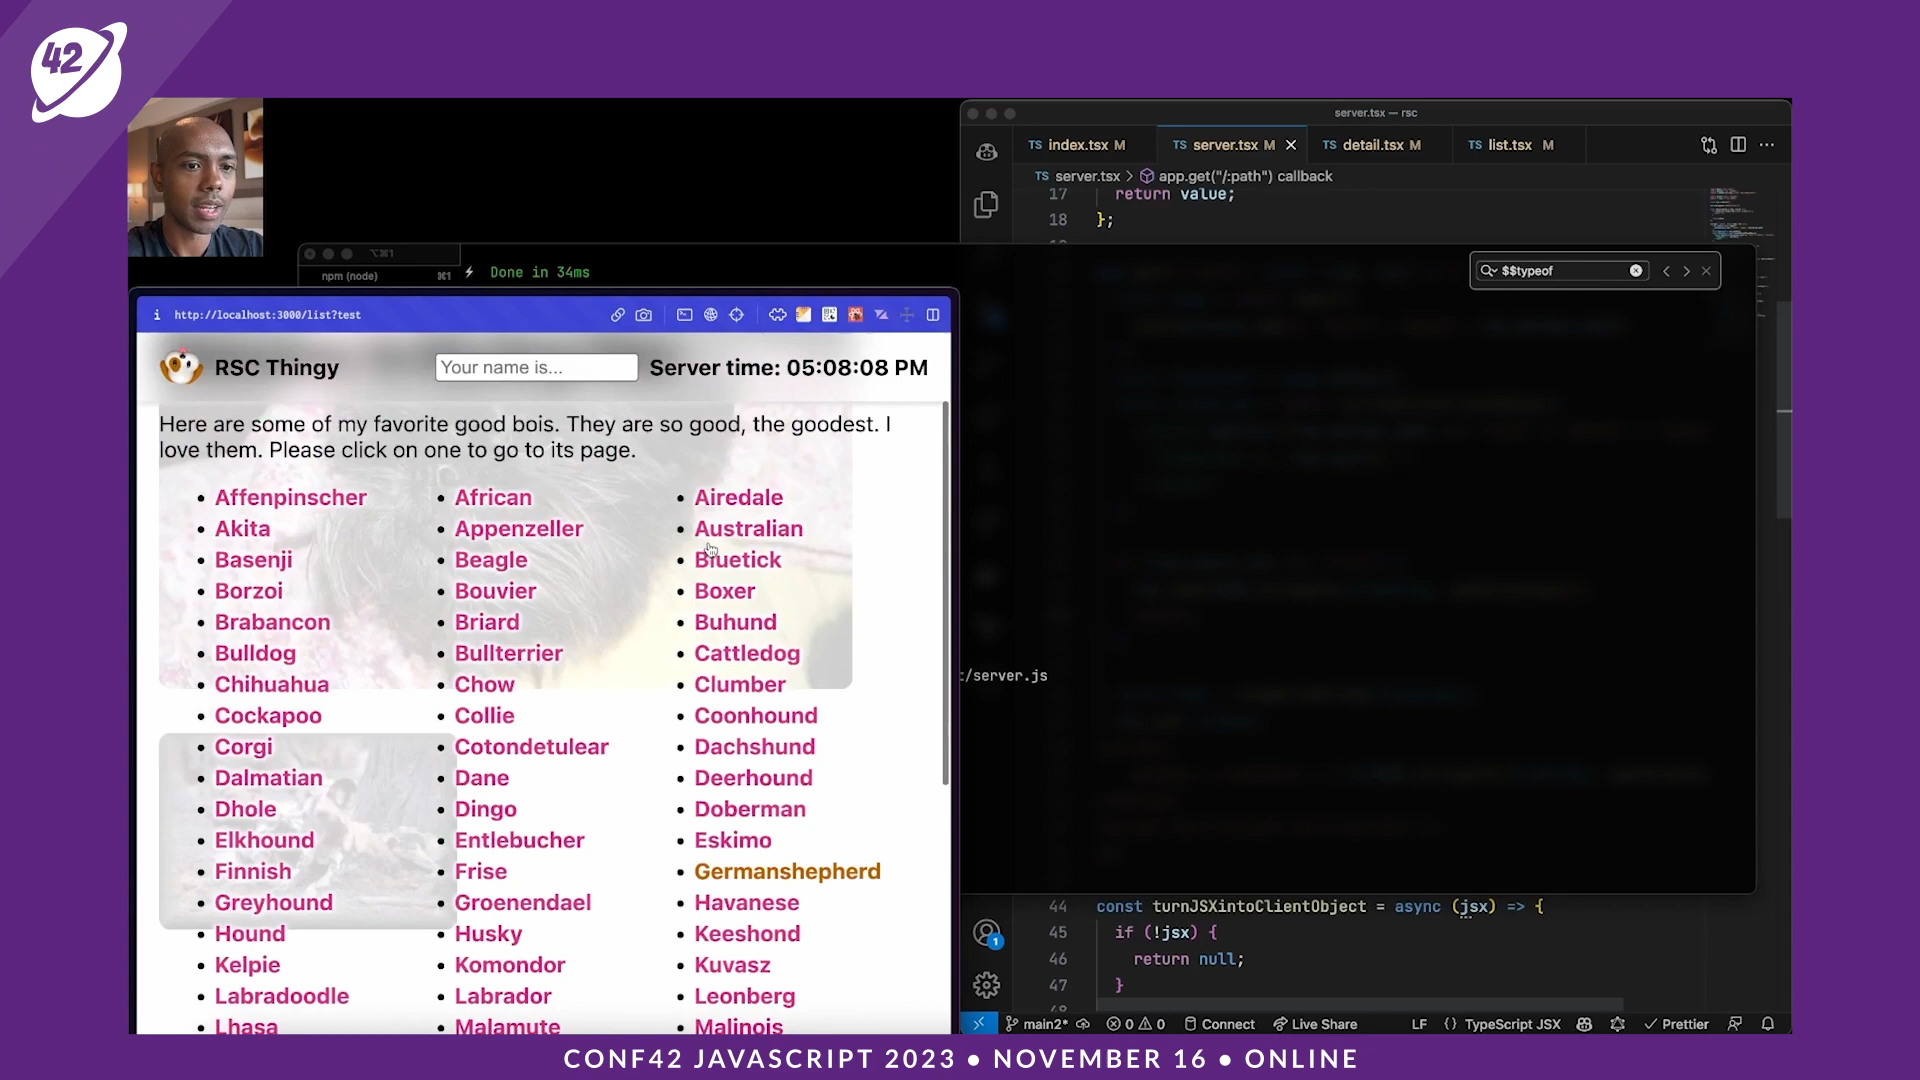 42
server.tsx — rsc
TS index.tsx M
TS server.tsx M
TS detail.tsx M
TS list.tsx M
TS server.tsx > app.get("/:path") callback
17 return value;
18 };
⌥⌘1
npm (node) ⌘1
Done in 34ms
$$typeof
i http://localhost:3000/list?test
RSC Thingy
Your name is...
Server time: 05:08:08 PM
Here are some of my favorite good bois. They are so good, the goodest. I
love them. Please click on one to go to its page.
• Affenpinscher • African • Airedale
• Akita • Appenzeller • Australian
• Basenji • Beagle • Bluetick
• Borzoi • Bouvier • Boxer
• Brabancon • Briard • Buhund
• Bulldog • Bullterrier • Cattledog
• Chihuahua • Chow • Clumber
• Cockapoo • Collie • Coonhound
• Corgi • Cotondetulear • Dachshund
• Dalmatian • Dane • Deerhound
• Dhole • Dingo • Doberman
• Elkhound • Entlebucher • Eskimo
• Finnish • Frise • Germanshepherd
• Greyhound • Groenendael • Havanese
• Hound • Husky • Keeshond
• Kelpie • Komondor • Kuvasz
• Labradoodle • Labrador • Leonberg
• Lhasa • Malamute • Malinois
:/server.js
44 const turnJSXintoClientObject = async (jsx) => {
45 if (!jsx) {
46 return null;
47 }
48
1
main2* 0 0 Connect Live Share LF {} TypeScript JSX Prettier
CONF42 JAVASCRIPT 2023 • NOVEMBER 16 • ONLINE